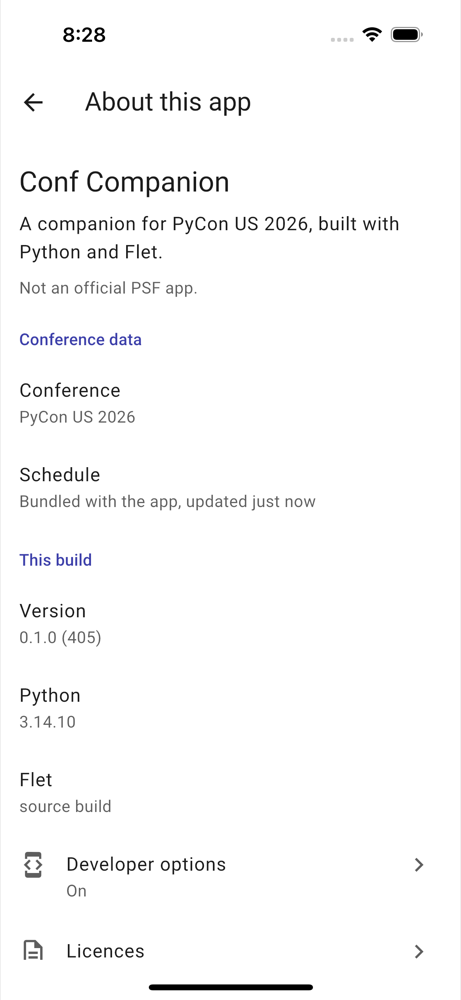 8:28
About this app
Conf Companion
A companion for PyCon US 2026, built with
Python and Flet.
Not an official PSF app.
Conference data
Conference
PyCon US 2026
Schedule
Bundled with the app, updated just now
This build
Version
0.1.0 (405)
Python
3.14.10
Flet
source build
Developer options
On
Licences